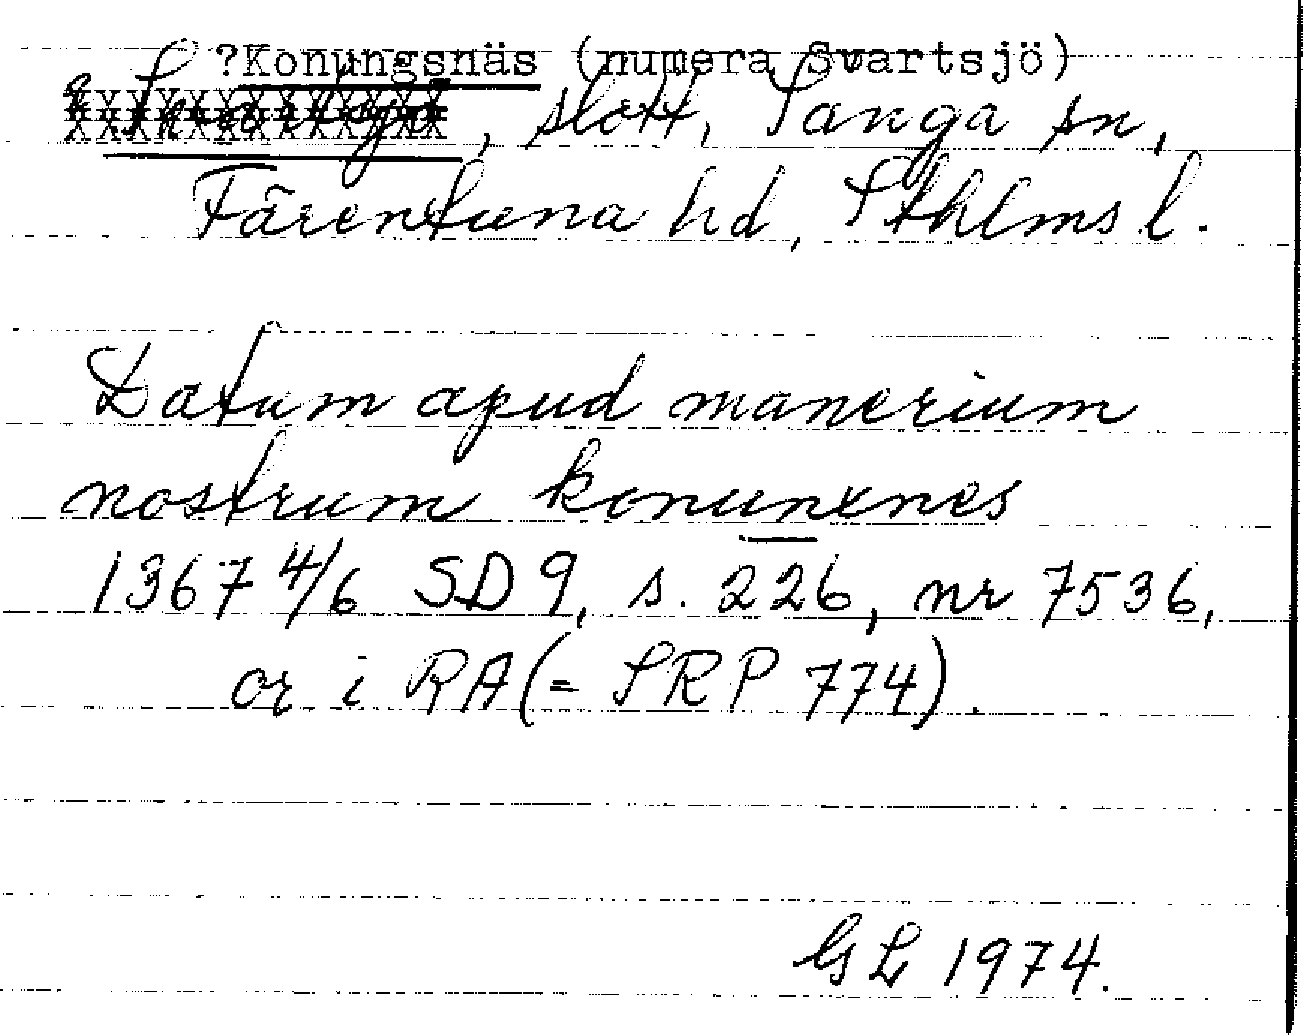 ?Konungsnäs (numera Svartsjö)
, slott, Sånga sn,
Färentuna hd, Sthlms l.
Datum apud manerium
nostrum konunxnes
1367 4/6 SD 9, s. 226, nr 7536,
or i RA (= SRP 774).
GL 1974.